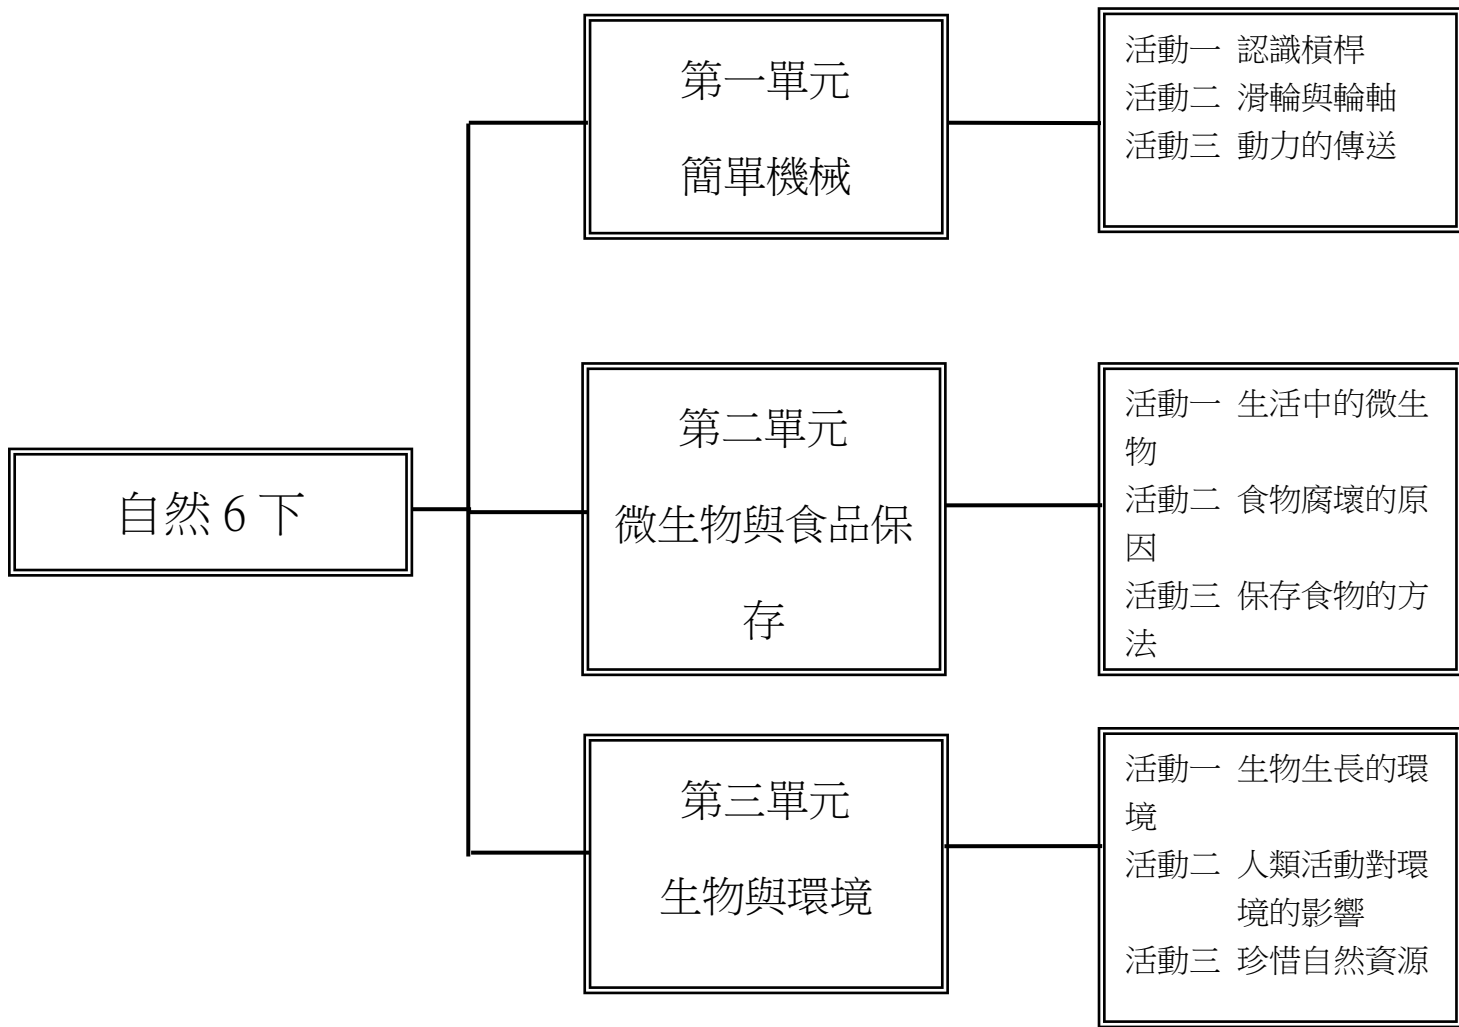 自然6下
第一單元
簡單機械
活動一 認識槓桿
活動二 滑輪與輪軸
活動三 動力的傳送
第二單元
微生物與食品保
存
活動一 生活中的微生
物
活動二 食物腐壞的原
因
活動三 保存食物的方
法
第三單元
生物與環境
活動一 生物生長的環
境
活動二 人類活動對環
境的影響
活動三 珍惜自然資源